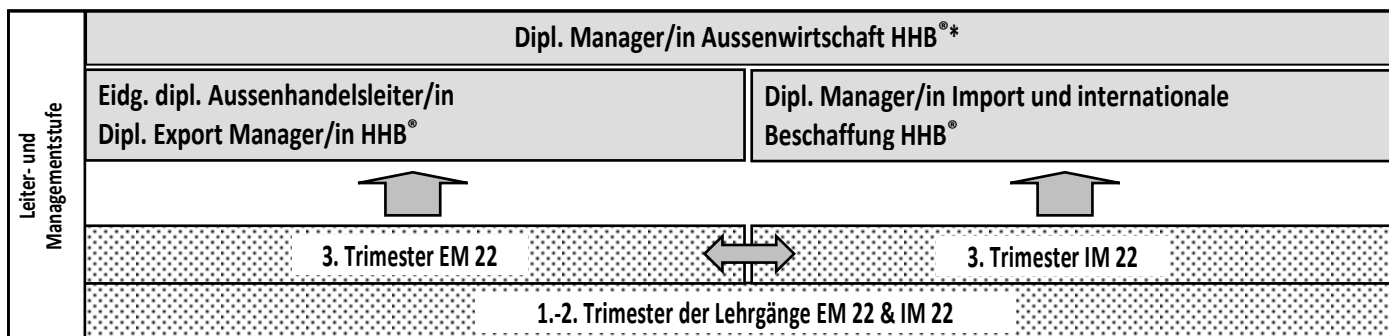 Leiter- und
Managementstufe
Dipl. Manager/in Aussenwirtschaft HHB®*
Eidg. dipl. Aussenhandelsleiter/in
Dipl. Export Manager/in HHB®
Dipl. Manager/in Import und internationale
Beschaffung HHB®
3. Trimester EM 22
3. Trimester IM 22
1.-2. Trimester der Lehrgänge EM 22 & IM 22